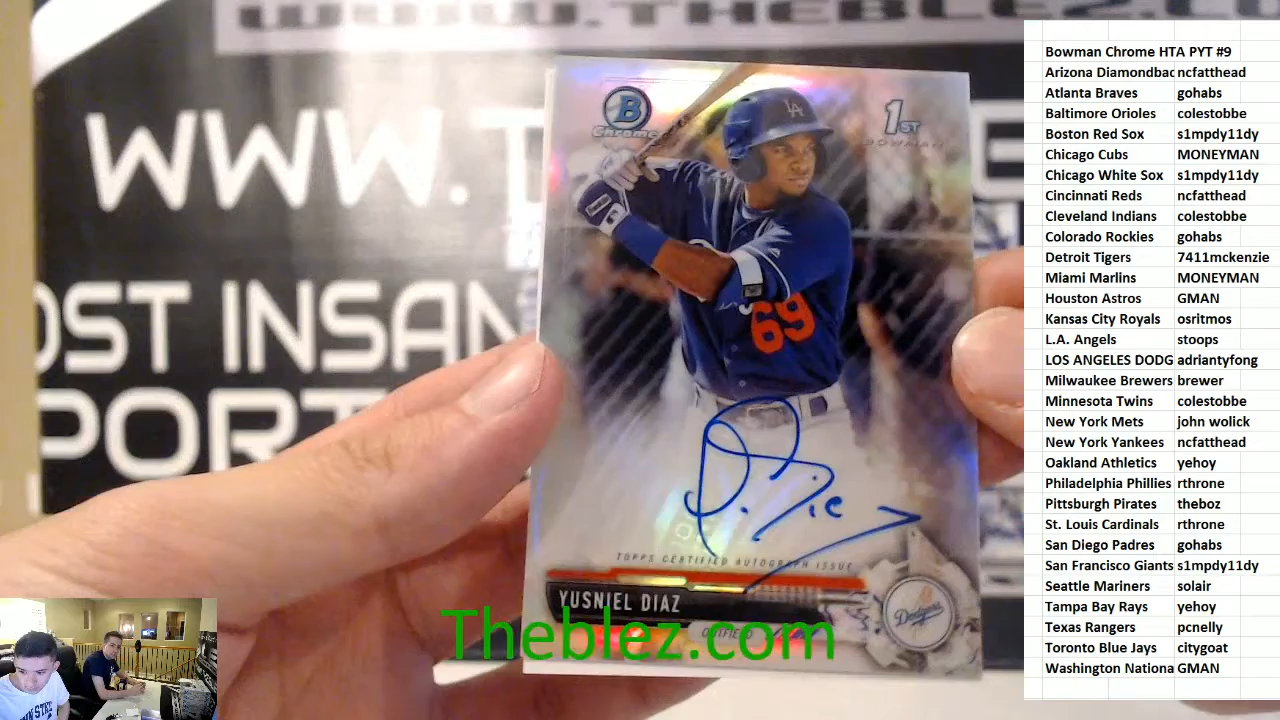 WWW.THEBLEZ.CO
WWW.T
OST INSAN
PORT
B
Chrome
1ST
BOWMAN
LA
69
TOPPS CERTIFIED AUTOGRAPH ISSUE
YUSNIEL DIAZ
Dodgers
Theblez.com
Bowman Chrome HTA PYT #9
Arizona Diamondbac ncfatthead
Atlanta Braves gohabs
Baltimore Orioles colestobbe
Boston Red Sox s1mpdy11dy
Chicago Cubs MONEYMAN
Chicago White Sox s1mpdy11dy
Cincinnati Reds ncfatthead
Cleveland Indians colestobbe
Colorado Rockies gohabs
Detroit Tigers 7411mckenzie
Miami Marlins MONEYMAN
Houston Astros GMAN
Kansas City Royals osritmos
L.A. Angels stoops
LOS ANGELES DODG adriantyfong
Milwaukee Brewers brewer
Minnesota Twins colestobbe
New York Mets john wolick
New York Yankees ncfatthead
Oakland Athletics yehoy
Philadelphia Phillies rthrone
Pittsburgh Pirates theboz
St. Louis Cardinals rthrone
San Diego Padres gohabs
San Francisco Giants s1mpdy11dy
Seattle Mariners solair
Tampa Bay Rays yehoy
Texas Rangers pcnelly
Toronto Blue Jays citygoat
Washington Nationa GMAN